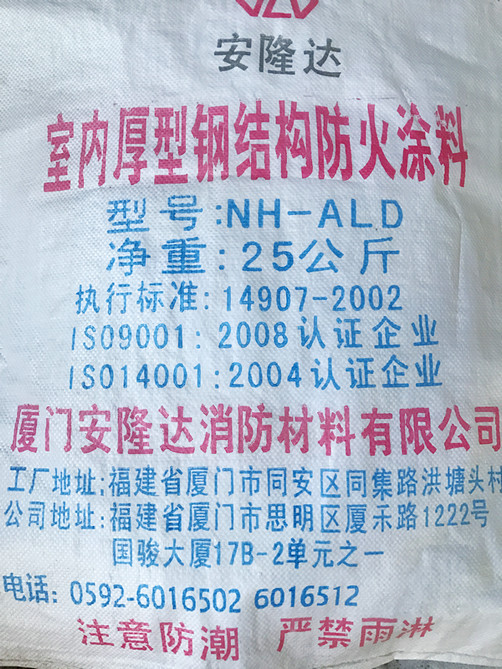 安隆达
室内厚型钢结构防火涂料
型号:NH-ALD
净重:25公斤
执行标准:14907-2002
ISO9001:2008认证企业
ISO14001:2004认证企业
厦门安隆达消防材料有限公司
工厂地址:福建省厦门市同安区同集路洪塘头村
公司地址:福建省厦门市思明区厦禾路1222号
国骏大厦17B-2单元之一
电话:0592-6016502 6016512
注意防潮 严禁雨淋